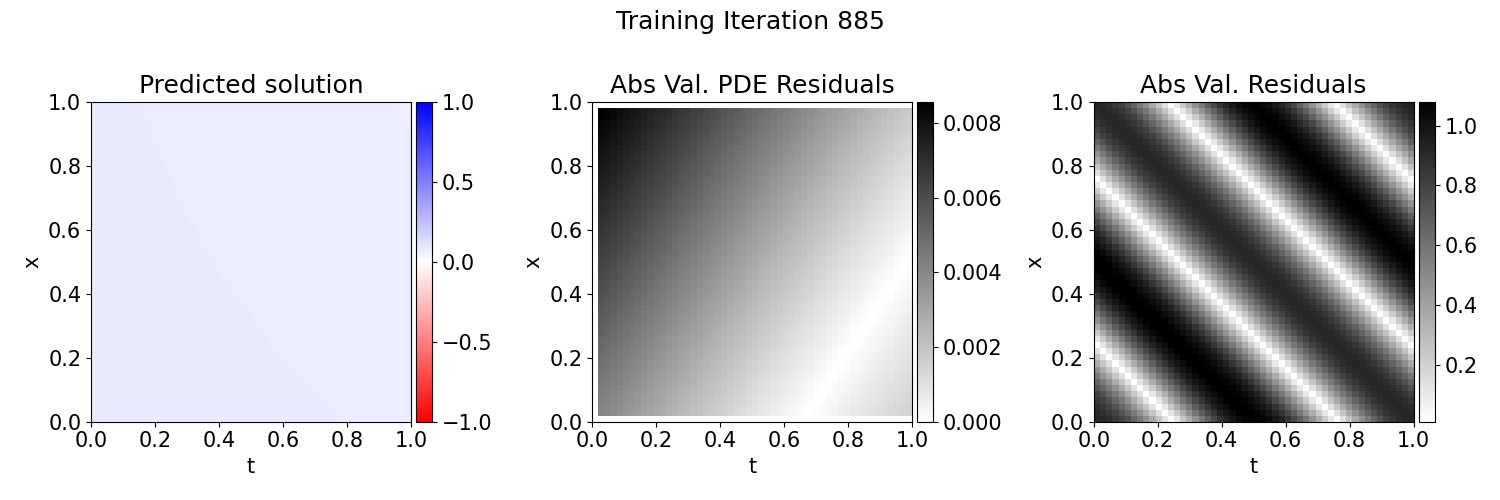 Training Iteration 885
Predicted solution
Abs Val. PDE Residuals
Abs Val. Residuals
1.0
0.8
0.6
0.4
0.2
0.0
x
0.0 0.2 0.4 0.6 0.8 1.0
t
1.0
0.5
0.0
−0.5
−1.0
1.0
0.8
0.6
0.4
0.2
0.0
x
0.0 0.2 0.4 0.6 0.8 1.0
t
0.008
0.006
0.004
0.002
0.000
1.0
0.8
0.6
0.4
0.2
0.0
x
0.0 0.2 0.4 0.6 0.8 1.0
t
1.0
0.8
0.6
0.4
0.2